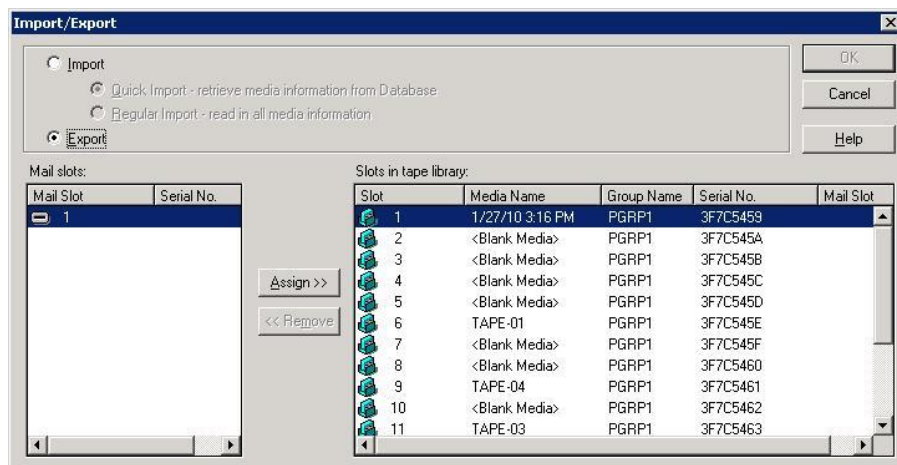 Import/Export
Import
Quick Import - retrieve media information from Database
Regular Import - read in all media information
Export
OK
Cancel
Help
Mail slots:
Mail Slot Serial No.
1
Assign >>
<< Remove
Slots in tape library:
Slot Media Name Group Name Serial No. Mail Slot
1 1/27/10 3:16 PM PGRP1 3F7C5459
2 <Blank Media> PGRP1 3F7C545A
3 <Blank Media> PGRP1 3F7C545B
4 <Blank Media> PGRP1 3F7C545C
5 <Blank Media> PGRP1 3F7C545D
6 TAPE-01 PGRP1 3F7C545E
7 <Blank Media> PGRP1 3F7C545F
8 <Blank Media> PGRP1 3F7C5460
9 TAPE-04 PGRP1 3F7C5461
10 <Blank Media> PGRP1 3F7C5462
11 TAPE-03 PGRP1 3F7C5463